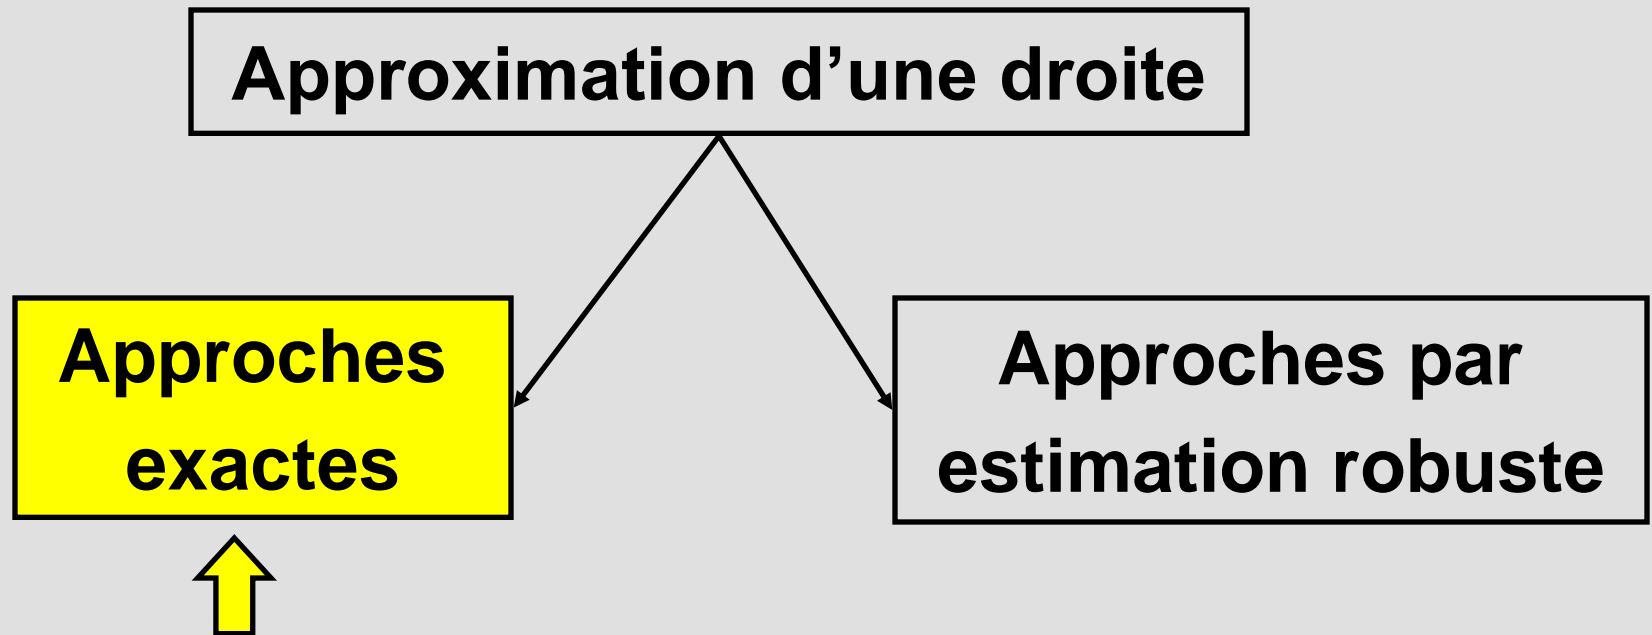 Approximation d’une droite
Approches
exactes
Approches par
estimation robuste